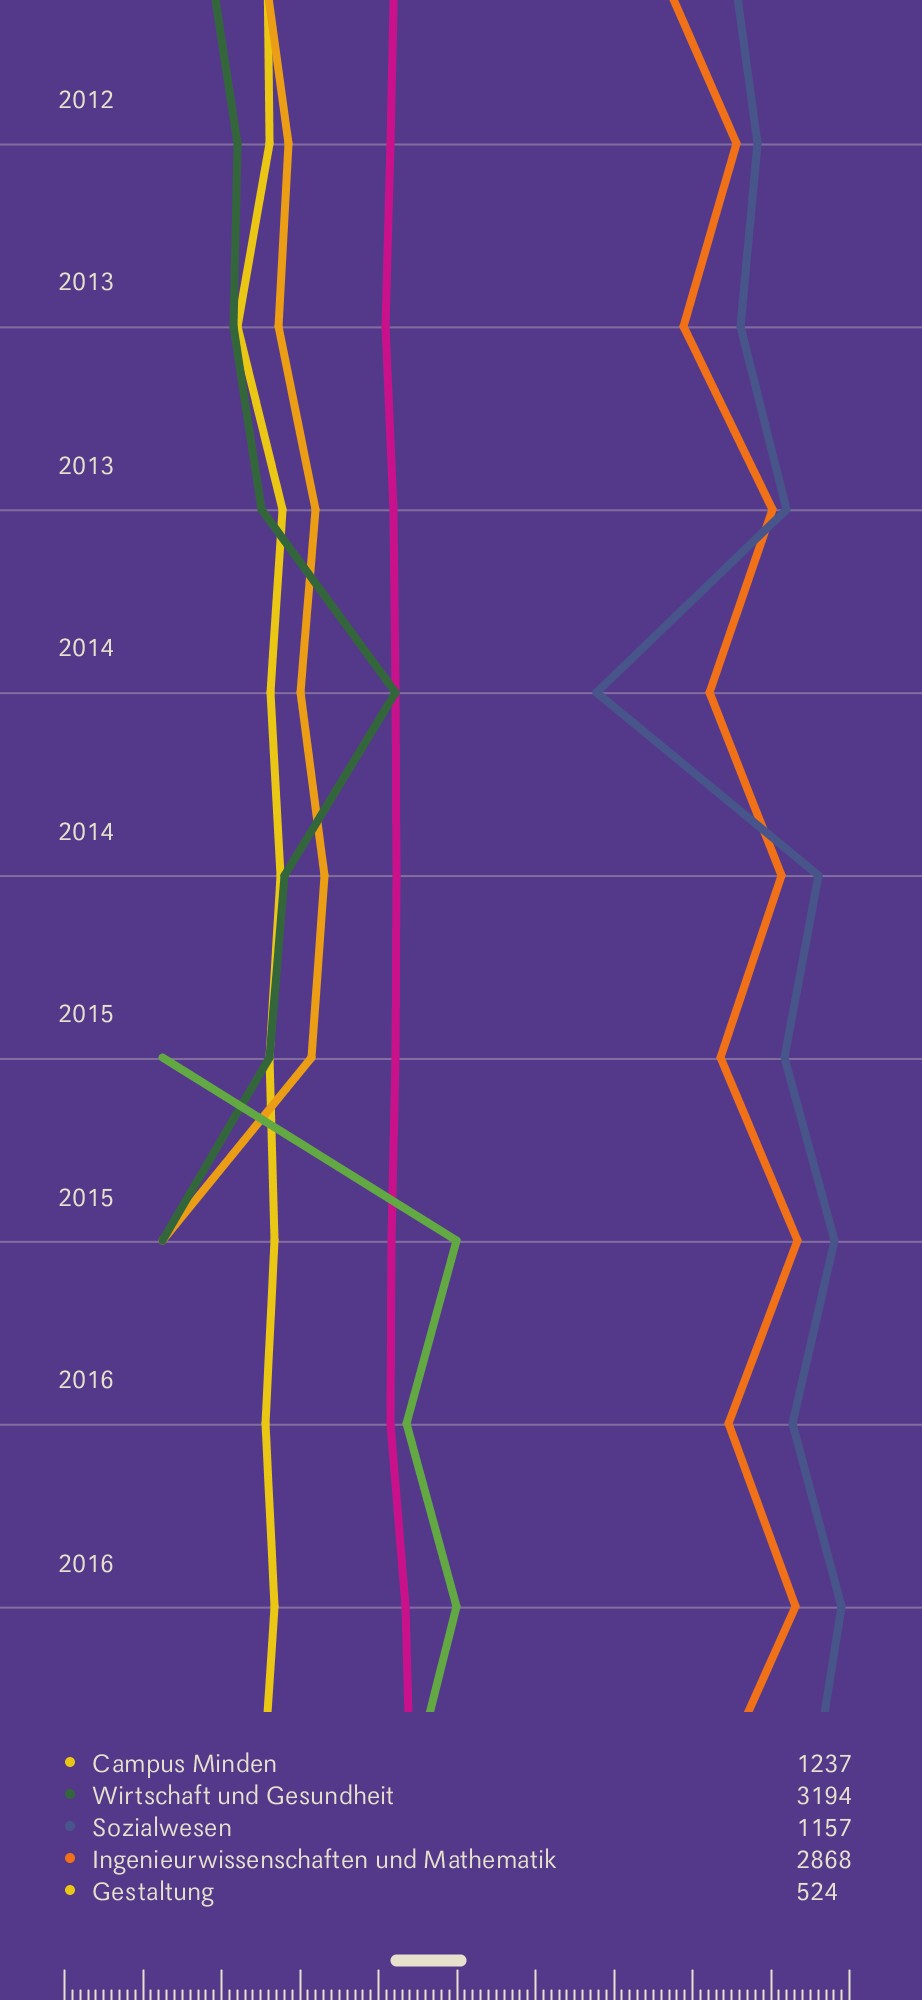 2012
2013
2013
2014
2014
2015
2015
2016
2016
Campus Minden 1237
Wirtschaft und Gesundheit 3194
Sozialwesen 1157
Ingenieurwissenschaften und Mathematik 2868
Gestaltung 524